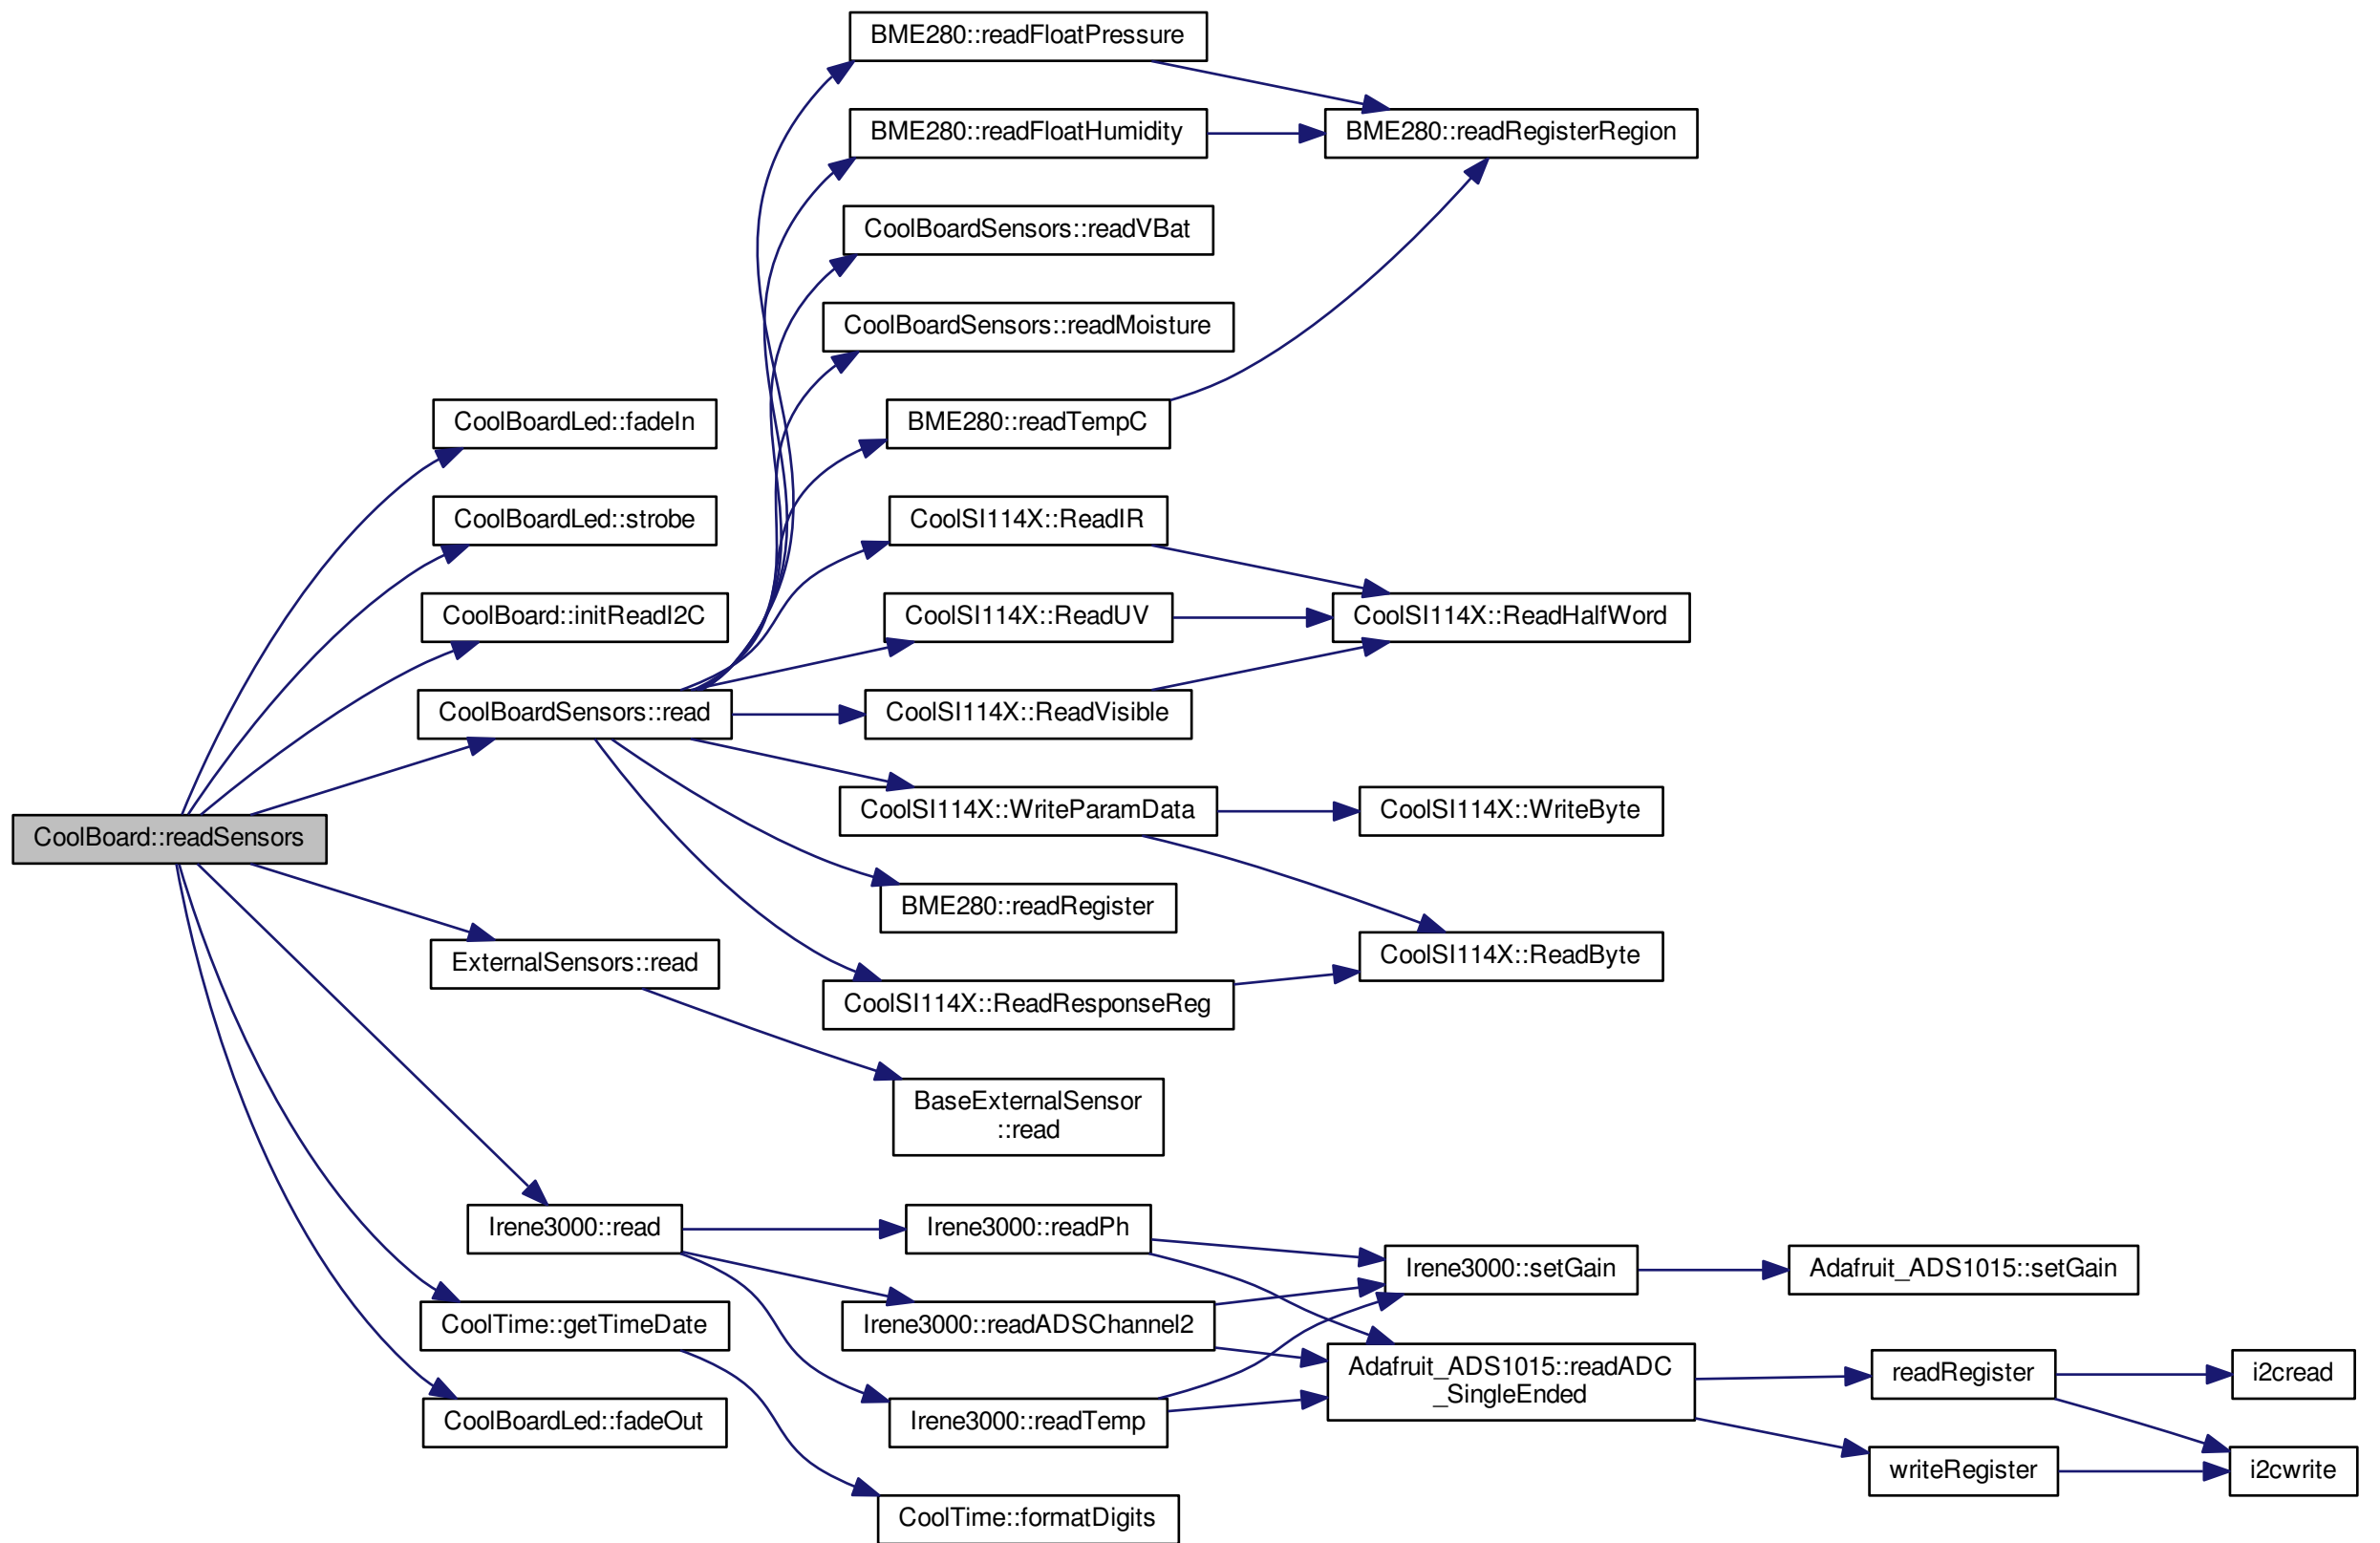 BME280::readFloatPressure
BME280::readFloatHumidity
BME280::readRegisterRegion
CoolBoardSensors::readVBat
CoolBoardSensors::readMoisture
CoolBoardLed::fadeIn
BME280::readTempC
CoolBoardLed::strobe
CoolSI114X::ReadIR
CoolBoard::initReadI2C
CoolSI114X::ReadUV
CoolSI114X::ReadHalfWord
CoolBoardSensors::read
CoolSI114X::ReadVisible
CoolSI114X::WriteParamData
CoolSI114X::WriteByte
CoolBoard::readSensors
BME280::readRegister
ExternalSensors::read
CoolSI114X::ReadByte
CoolSI114X::ReadResponseReg
BaseExternalSensor
::read
Irene3000::read
Irene3000::readPh
Irene3000::setGain
Adafruit_ADS1015::setGain
CoolTime::getTimeDate
Irene3000::readADSChannel2
Adafruit_ADS1015::readADC
_SingleEnded
readRegister
i2cread
CoolBoardLed::fadeOut
Irene3000::readTemp
writeRegister
i2cwrite
CoolTime::formatDigits